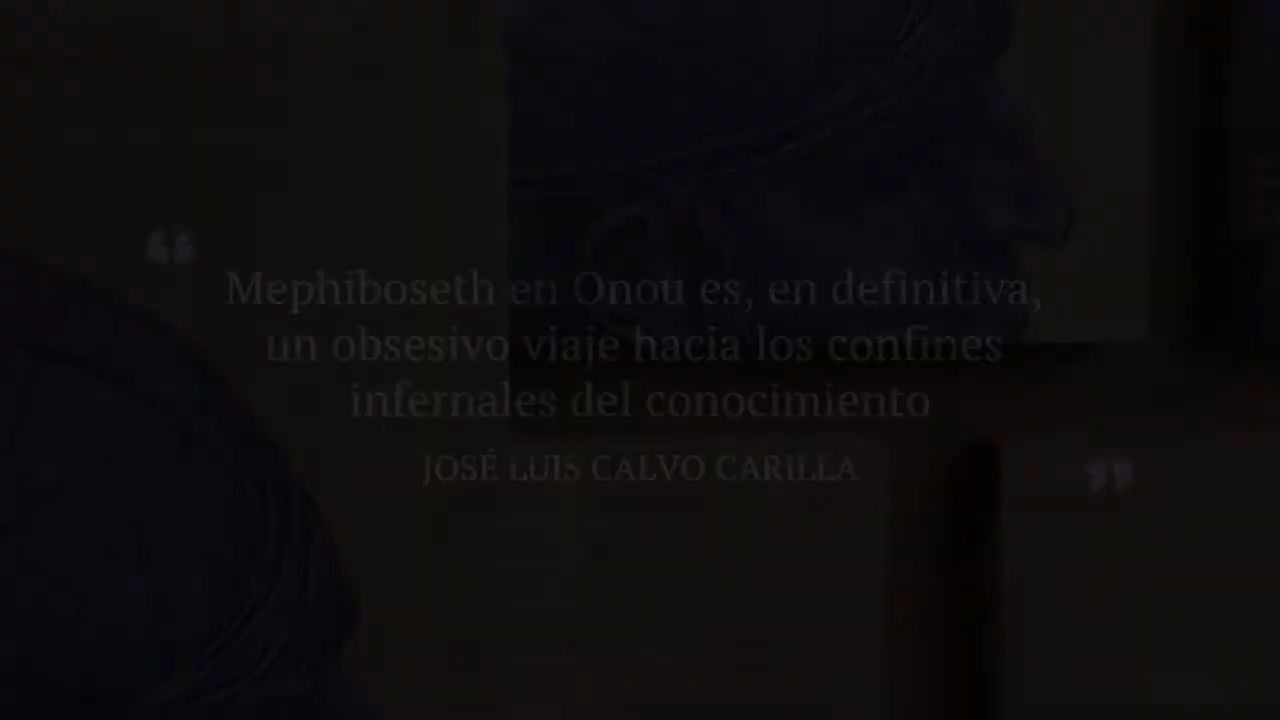 “
Mephiboseth en Onou es, en definitiva,
un obsesivo viaje hacia los confines
infernales del conocimiento
JOSÉ LUIS CALVO CARILLA
”